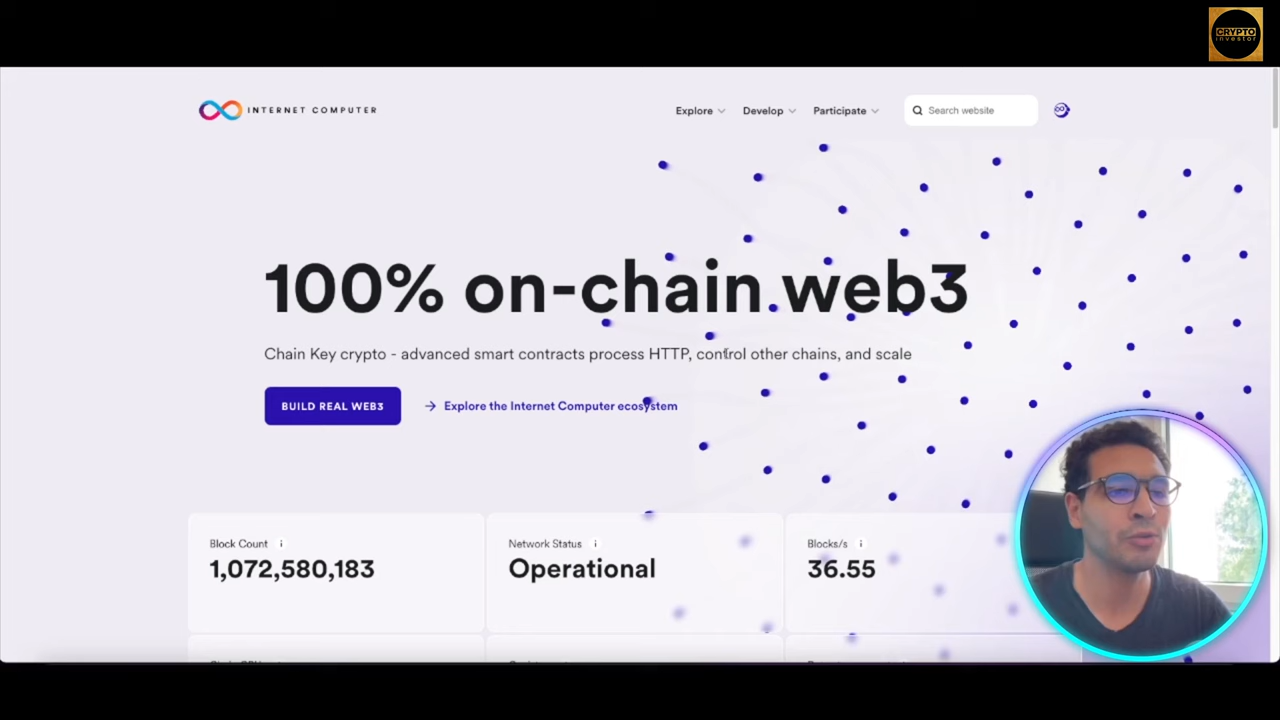 CRYPTO
investor
INTERNET COMPUTER
Explore
Develop
Participate
Search website
100% on-chain web3
Chain Key crypto - advanced smart contracts process HTTP, control other chains, and scale
BUILD REAL WEB3
Explore the Internet Computer ecosystem
Block Count
1,072,580,183
Network Status
Operational
Blocks/s
36.55